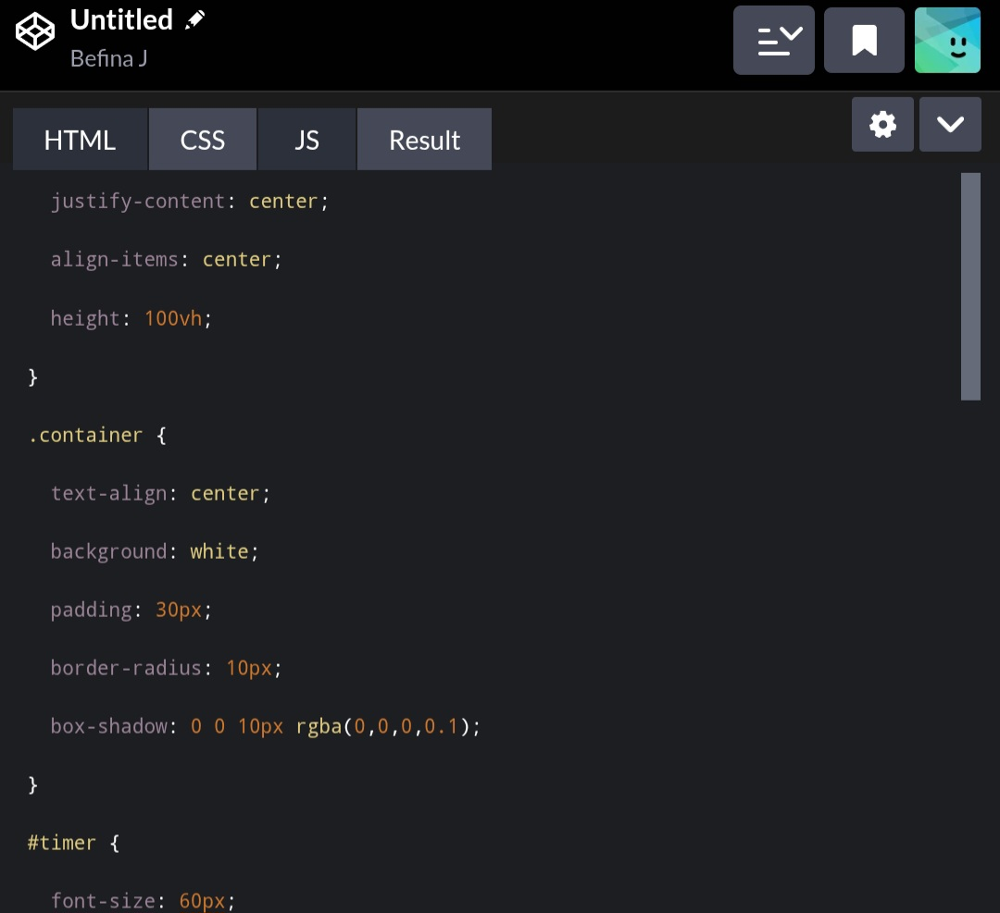 Untitled
Befina J
HTML CSS JS Result
justify-content: center;
align-items: center;
height: 100vh;
}
.container {
text-align: center;
background: white;
padding: 30px;
border-radius: 10px;
box-shadow: 0 0 10px rgba(0,0,0,0.1);
}
#timer {
font-size: 60px;